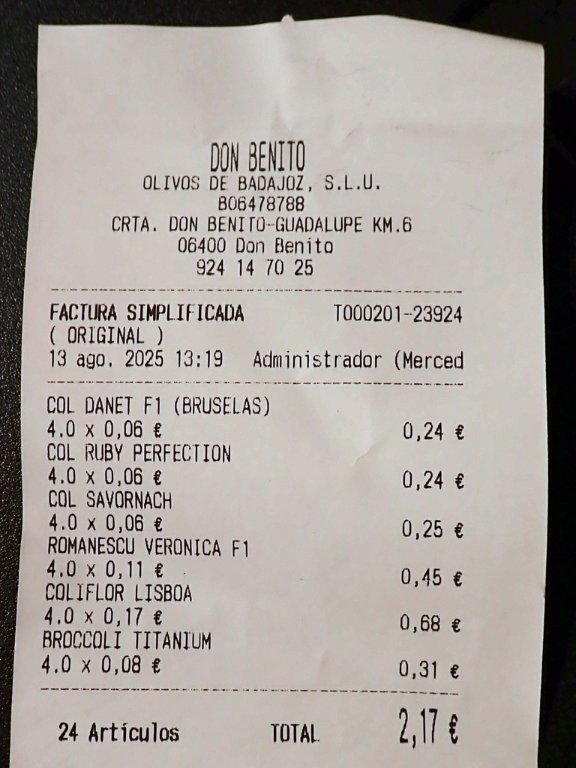 DON BENITO
OLIVOS DE BADAJOZ, S.L.U.
B06478788
CRTA. DON BENITO-GUADALUPE KM.6
06400 Don Benito
924 14 70 25
FACTURA SIMPLIFICADA T000201-23924
( ORIGINAL )
13 ago. 2025 13:19 Administrador (Merced
COL DANET F1 (BRUSELAS)
4.0 x 0,06 € 0,24 €
COL RUBY PERFECTION
4.0 x 0,06 € 0,24 €
COL SAVORNACH
4.0 x 0,06 € 0,25 €
ROMANESCU VERONICA F1
4.0 x 0,11 € 0,45 €
COLIFLOR LISBOA
4.0 x 0,17 € 0,68 €
BROCCOLI TITANIUM
4.0 x 0,08 € 0,31 €
24 Artículos TOTAL 2,17 €